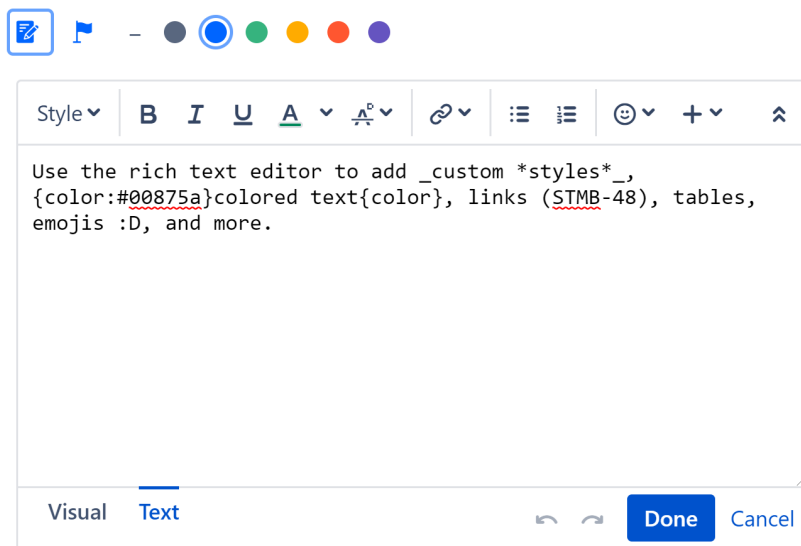 Style B I U A
Use the rich text editor to add _custom *styles*_,
{color:#00875a}colored text{color}, links (STMB-48), tables,
emojis :D, and more.
Visual Text Done Cancel